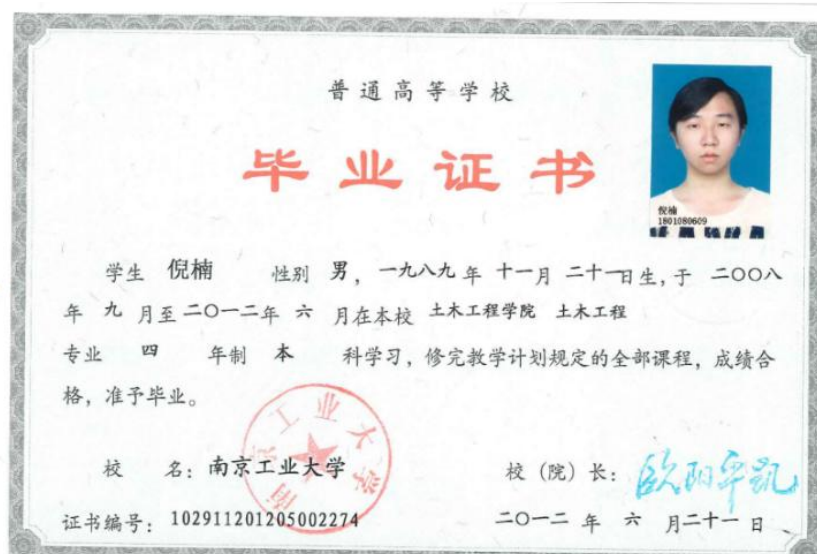 普通高等学校
毕业证书
倪楠
1801080609
学生 倪楠 性别 男，一九八九年 十一月 二十一日生，于 二〇〇八
年 九 月至二〇一二年 六 月在本校 土木工程学院 土木工程
专业 四 年制 本 科学习，修完教学计划规定的全部课程，成绩合
格，准予毕业。
南京工业大学
校 名：南京工业大学 校（院）长：欧阳平凯
证书编号：102911201205002274 二〇一二 年 六 月二十一日